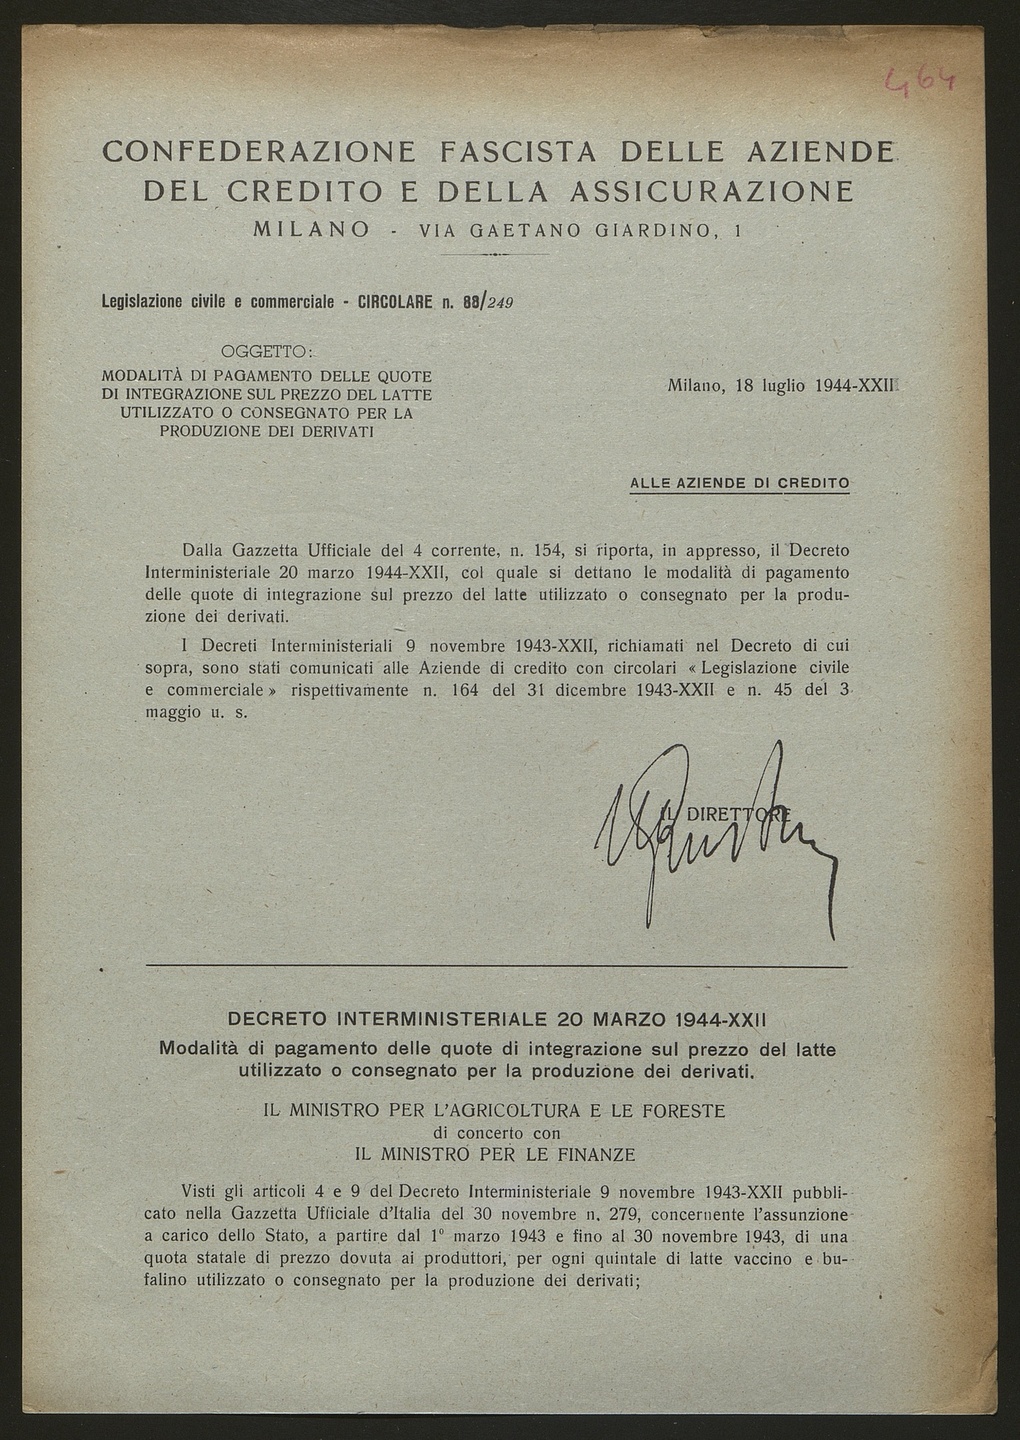 464
CONFEDERAZIONE FASCISTA DELLE AZIENDE
DEL CREDITO E DELLA ASSICURAZIONE
MILANO - VIA GAETANO GIARDINO, 1
Legislazione civile e commerciale - CIRCOLARE n. 88/249
OGGETTO:
MODALITÀ DI PAGAMENTO DELLE QUOTE
DI INTEGRAZIONE SUL PREZZO DEL LATTE
UTILIZZATO O CONSEGNATO PER LA
PRODUZIONE DEI DERIVATI
Milano, 18 luglio 1944-XXII
ALLE AZIENDE DI CREDITO
Dalla Gazzetta Ufficiale del 4 corrente, n. 154, si riporta, in appresso, il Decreto
Interministeriale 20 marzo 1944-XXII, col quale si dettano le modalità di pagamento
delle quote di integrazione sul prezzo del latte utilizzato o consegnato per la produ-
zione dei derivati.
I Decreti Interministeriali 9 novembre 1943-XXII, richiamati nel Decreto di cui
sopra, sono stati comunicati alle Aziende di credito con circolari « Legislazione civile
e commerciale » rispettivamente n. 164 del 31 dicembre 1943-XXII e n. 45 del 3
maggio u. s.
IL DIRETTORE
DECRETO INTERMINISTERIALE 20 MARZO 1944-XXII
Modalità di pagamento delle quote di integrazione sul prezzo del latte
utilizzato o consegnato per la produzione dei derivati.
IL MINISTRO PER L'AGRICOLTURA E LE FORESTE
di concerto con
IL MINISTRO PER LE FINANZE
Visti gli articoli 4 e 9 del Decreto Interministeriale 9 novembre 1943-XXII pubbli-
cato nella Gazzetta Ufficiale d'Italia del 30 novembre n. 279, concernente l'assunzione
a carico dello Stato, a partire dal 1° marzo 1943 e fino al 30 novembre 1943, di una
quota statale di prezzo dovuta ai produttori, per ogni quintale di latte vaccino e bu-
falino utilizzato o consegnato per la produzione dei derivati;